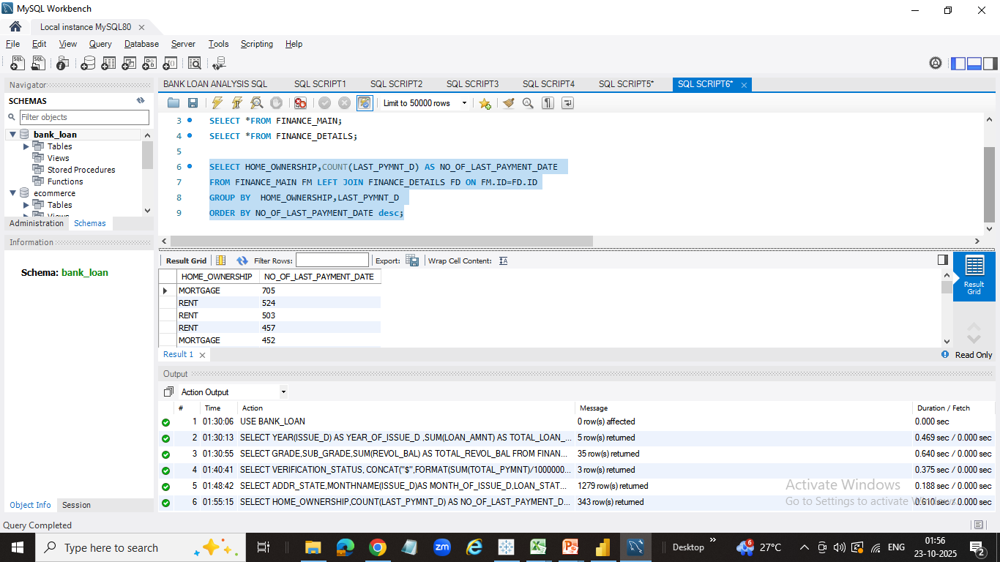 MySQL Workbench
Local instance MySQL80
File Edit View Query Database Server Tools Scripting Help
Navigator
SCHEMAS
Filter objects
bank_loan
Tables
Views
Stored Procedures
Functions
ecommerce
Tables
Views
Administration Schemas
Information
Schema: bank_loan
Object Info Session
BANK LOAN ANALYSIS SQL SQL SCRIPT1 SQL SCRIPT2 SQL SCRIPT3 SQL SCRIPT4 SQL SCRIPT5* SQL SCRIPT6*
Limit to 50000 rows
3 SELECT *FROM FINANCE_MAIN;
4 SELECT *FROM FINANCE_DETAILS;
5
6 SELECT HOME_OWNERSHIP,COUNT(LAST_PYMNT_D) AS NO_OF_LAST_PAYMENT_DATE
7 FROM FINANCE_MAIN FM LEFT JOIN FINANCE_DETAILS FD ON FM.ID=FD.ID
8 GROUP BY HOME_OWNERSHIP,LAST_PYMNT_D
9 ORDER BY NO_OF_LAST_PAYMENT_DATE desc;
Result Grid Filter Rows: Export: Wrap Cell Content:
HOME_OWNERSHIP NO_OF_LAST_PAYMENT_DATE
MORTGAGE 705
RENT 524
RENT 503
RENT 457
MORTGAGE 452
Result Grid
Result 1
Read Only
Output
Action Output
# Time Action Message Duration / Fetch
1 01:30:06 USE BANK_LOAN 0 row(s) affected 0.000 sec
2 01:30:13 SELECT YEAR(ISSUE_D) AS YEAR_OF_ISSUE_D ,SUM(LOAN_AMNT) AS TOTAL_LOAN_... 5 row(s) returned 0.469 sec / 0.000 sec
3 01:30:55 SELECT GRADE,SUB_GRADE,SUM(REVOL_BAL) AS TOTAL_REVOL_BAL FROM FINAN... 35 row(s) returned 0.640 sec / 0.000 sec
4 01:40:41 SELECT VERIFICATION_STATUS, CONCAT("$",FORMAT(SUM(TOTAL_PYMNT)/1000000... 3 row(s) returned 0.375 sec / 0.000 sec
5 01:48:42 SELECT ADDR_STATE,MONTHNAME(ISSUE_D)AS MONTH_OF_ISSUE_D,LOAN_STAT... 1279 row(s) returned 0.188 sec / 0.000 sec
6 01:55:15 SELECT HOME_OWNERSHIP,COUNT(LAST_PYMNT_D) AS NO_OF_LAST_PAYMENT_D... 343 row(s) returned 0.610 sec / 0.000 sec
Activate Windows
Go to Settings to activate Windows.
Query Completed
Type here to search
zm
Desktop
6
27°C
ENG
01:56
23-10-2025
2